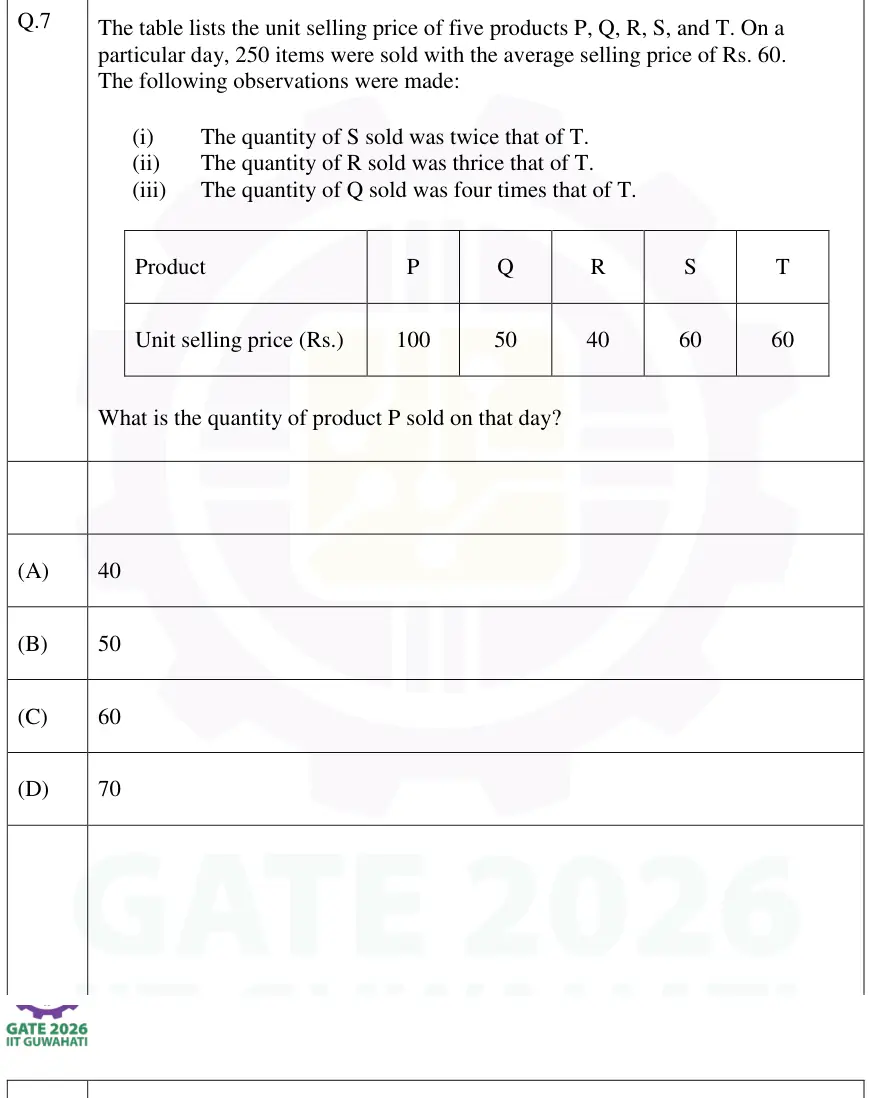 Q.7
The table lists the unit selling price of five products P, Q, R, S, and T. On a
particular day, 250 items were sold with the average selling price of Rs. 60.
The following observations were made:
(i) The quantity of S sold was twice that of T.
(ii) The quantity of R sold was thrice that of T.
(iii) The quantity of Q sold was four times that of T.
Product P Q R S T
Unit selling price (Rs.) 100 50 40 60 60
What is the quantity of product P sold on that day?
(A) 40
(B) 50
(C) 60
(D) 70
GATE 2026
GATE 2026
IIT GUWAHATI